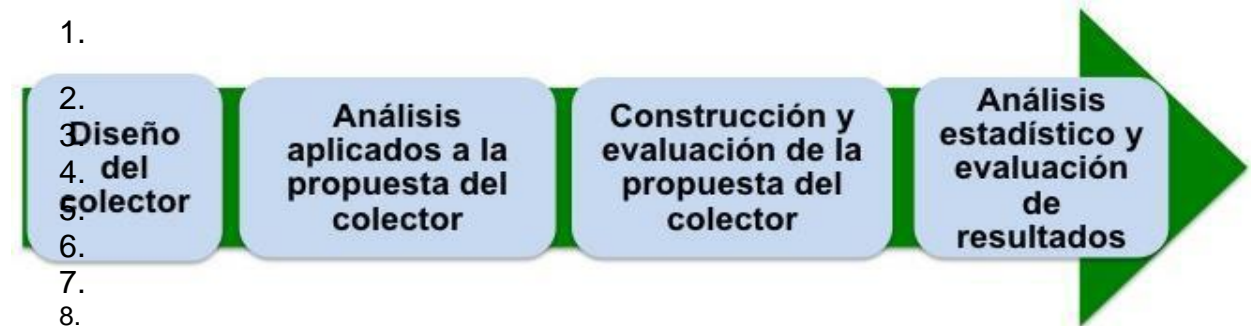 1.
2.
3.
4.
5.
6.
7.
8.
Diseño
del
colector
Análisis
aplicados a la
propuesta del
colector
Construcción y
evaluación de la
propuesta del
colector
Análisis
estadístico y
evaluación
de
resultados